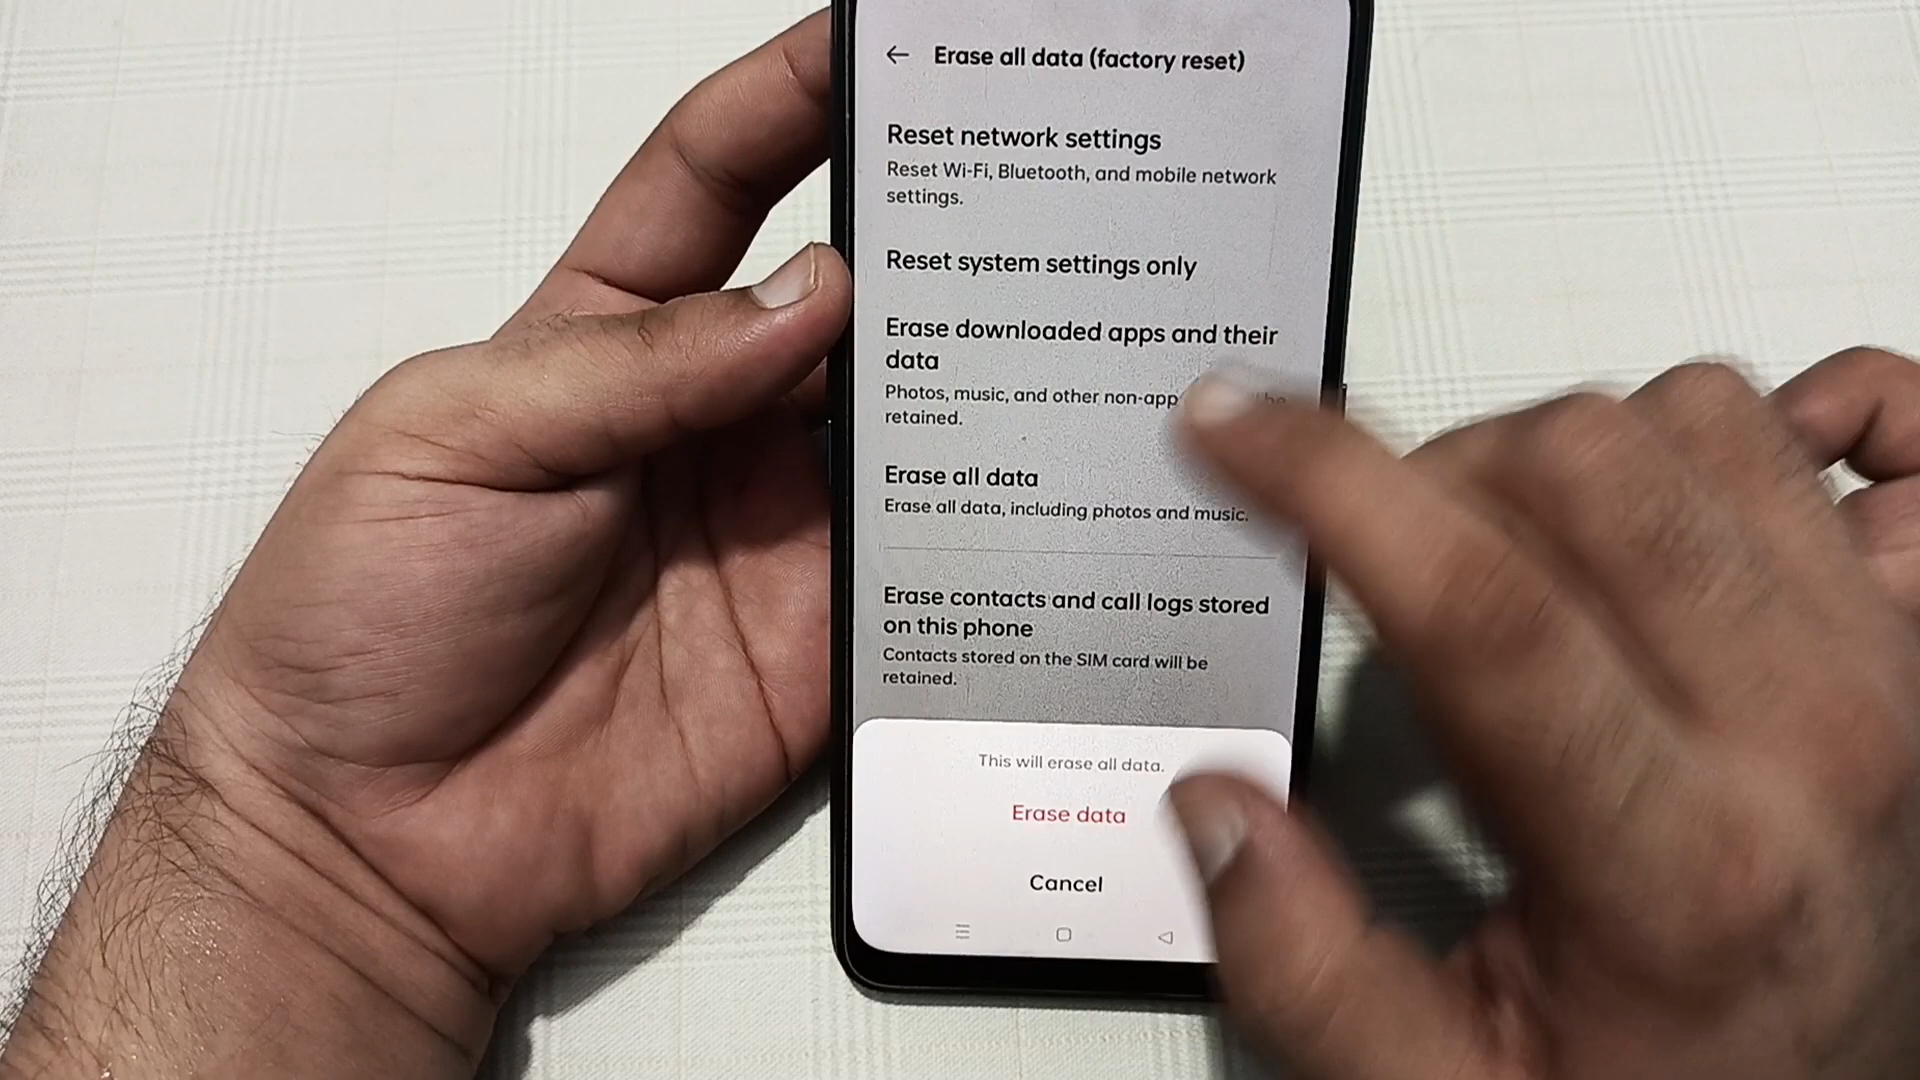 Erase all data (factory reset)
Reset network settings
Reset Wi-Fi, Bluetooth, and mobile network
settings.
Reset system settings only
Erase downloaded apps and their
data
Photos, music, and other non-app be
retained.
Erase all data
Erase all data, including photos and music.
Erase contacts and call logs stored
on this phone
Contacts stored on the SIM card will be
retained.
This will erase all data.
Erase data
Cancel